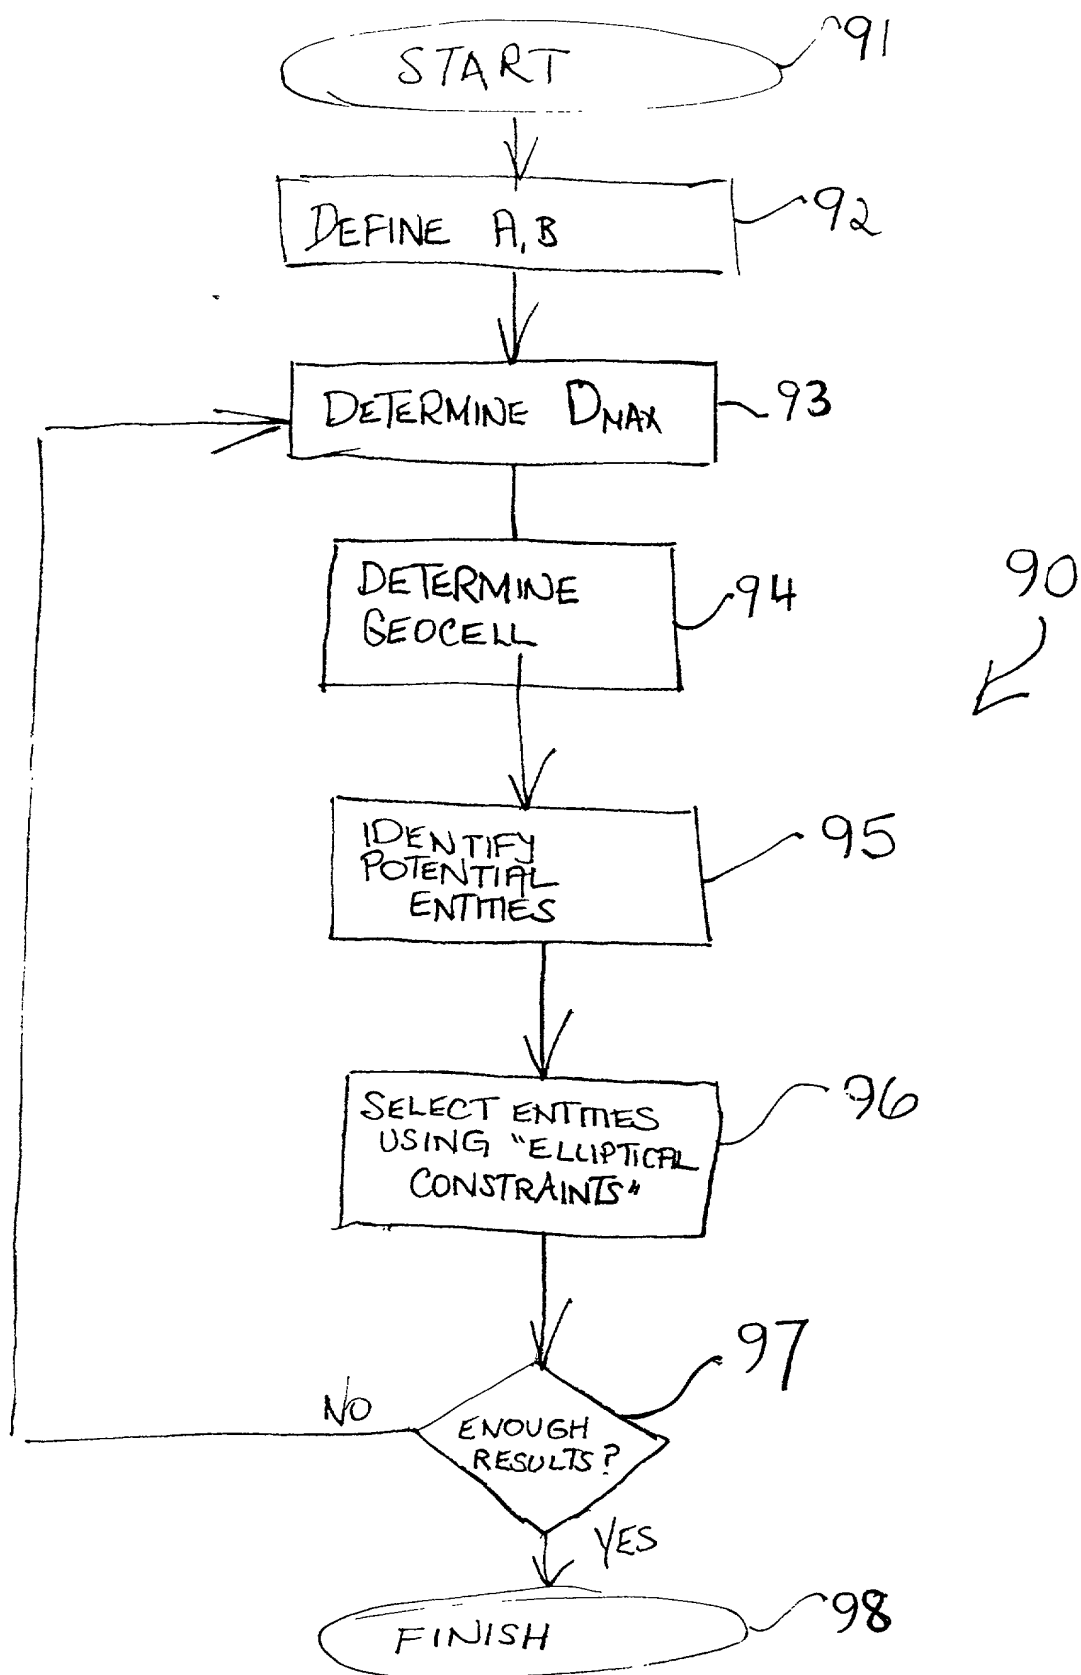 START
91
DEFINE A, B
92
DETERMINE DMAX
93
DETERMINE
GEOCELL
94
90
IDENTIFY
POTENTIAL
ENTITIES
95
SELECT ENTITIES
USING "ELLIPTICAL
CONSTRAINTS"
96
97
NO
ENOUGH
RESULTS?
YES
FINISH
98